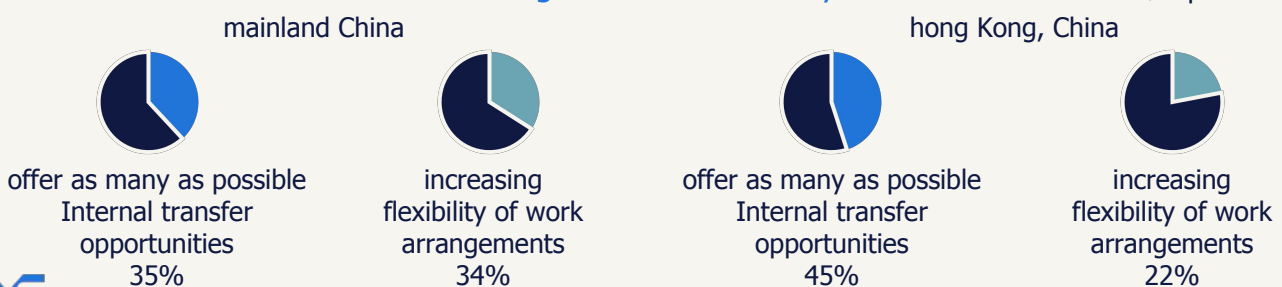 mainland China
hong Kong, China
offer as many as possible
Internal transfer
opportunities
35%
increasing
flexibility of work
arrangements
34%
offer as many as possible
Internal transfer
opportunities
45%
increasing
flexibility of work
arrangements
22%